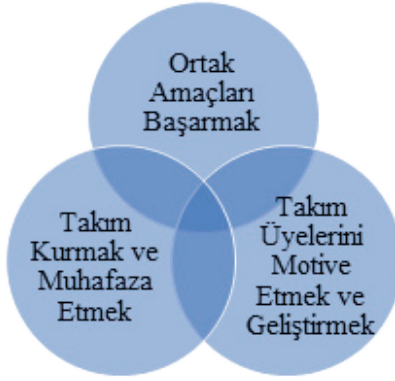 Ortak
Amaçları
Başarmak
Takım
Kurmak ve
Muhafaza
Etmek
Takım
Üyelerini
Motive
Etmek ve
Geliştirmek